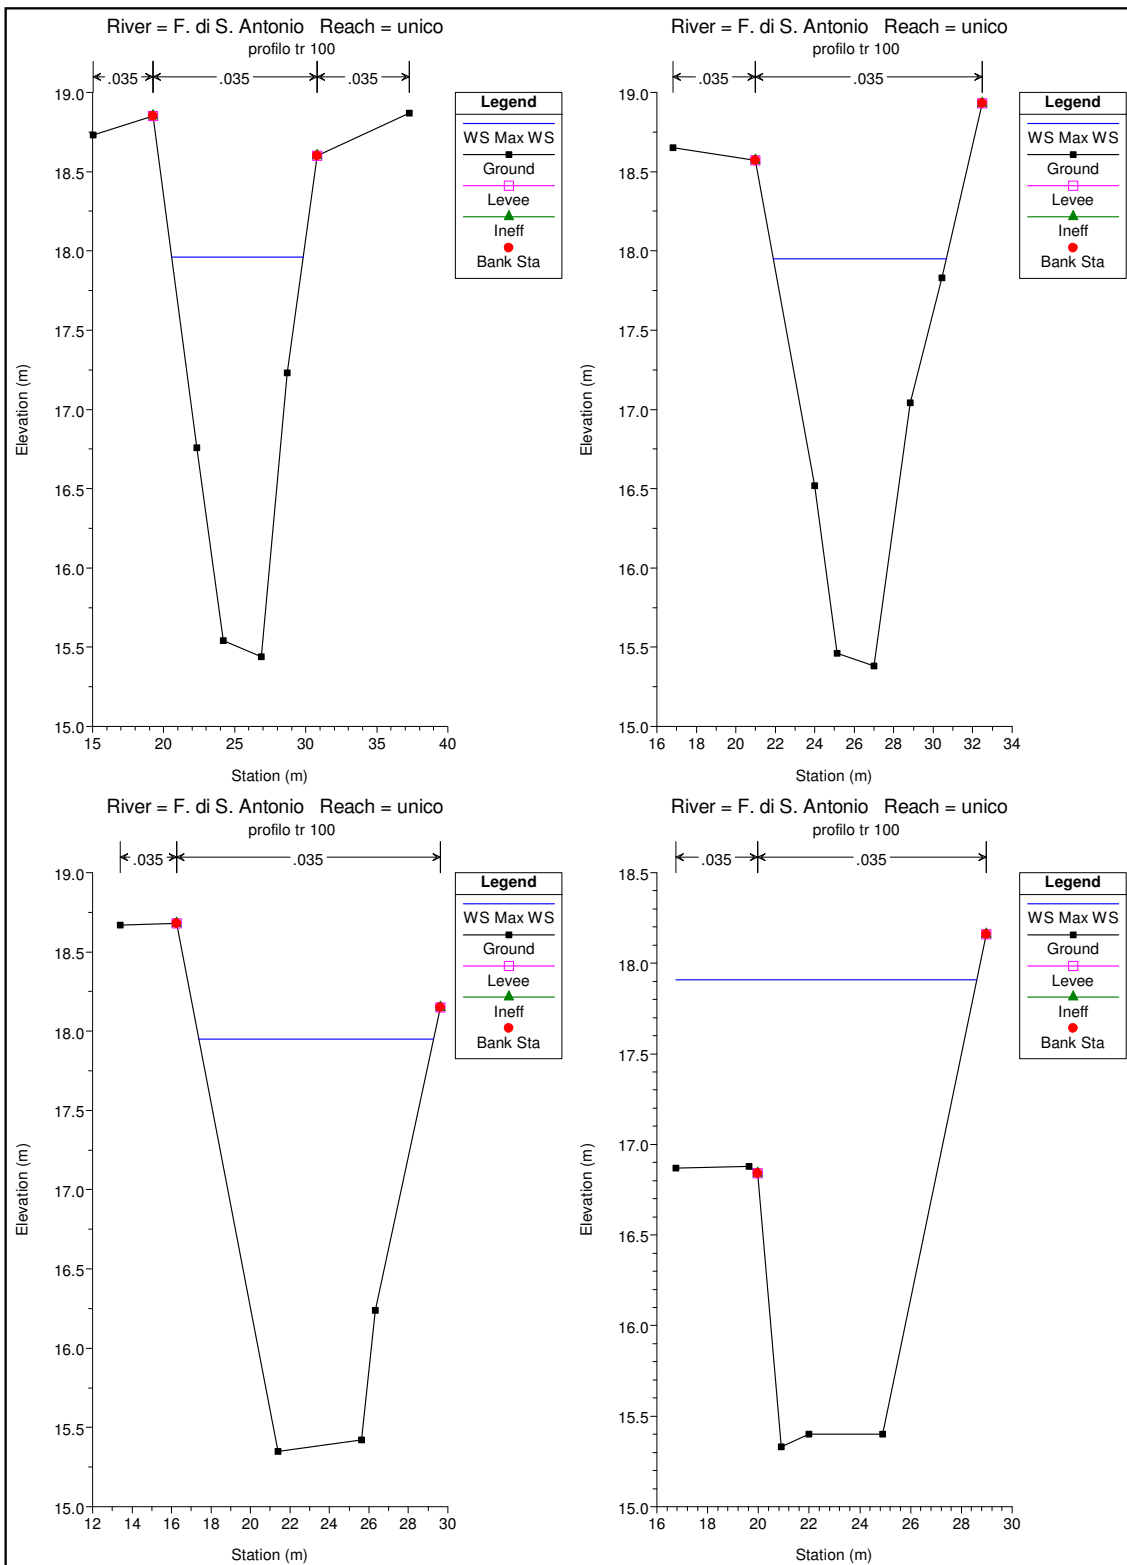 River = F. di S. Antonio   Reach = unico
profilo tr 100
.035
.035
.035
Legend
WS Max WS
Ground
Levee
Ineff
Bank Sta
19.0
18.5
18.0
17.5
17.0
16.5
16.0
15.5
15.0
Elevation (m)
15 20 25 30 35 40
Station (m)
River = F. di S. Antonio   Reach = unico
profilo tr 100
.035
.035
Legend
WS Max WS
Ground
Levee
Ineff
Bank Sta
19.0
18.5
18.0
17.5
17.0
16.5
16.0
15.5
15.0
Elevation (m)
16 18 20 22 24 26 28 30 32 34
Station (m)
River = F. di S. Antonio   Reach = unico
profilo tr 100
.035
.035
Legend
WS Max WS
Ground
Levee
Ineff
Bank Sta
19.0
18.5
18.0
17.5
17.0
16.5
16.0
15.5
15.0
Elevation (m)
12 14 16 18 20 22 24 26 28 30
Station (m)
River = F. di S. Antonio   Reach = unico
profilo tr 100
.035
.035
Legend
WS Max WS
Ground
Levee
Ineff
Bank Sta
18.5
18.0
17.5
17.0
16.5
16.0
15.5
15.0
Elevation (m)
16 18 20 22 24 26 28 30
Station (m)